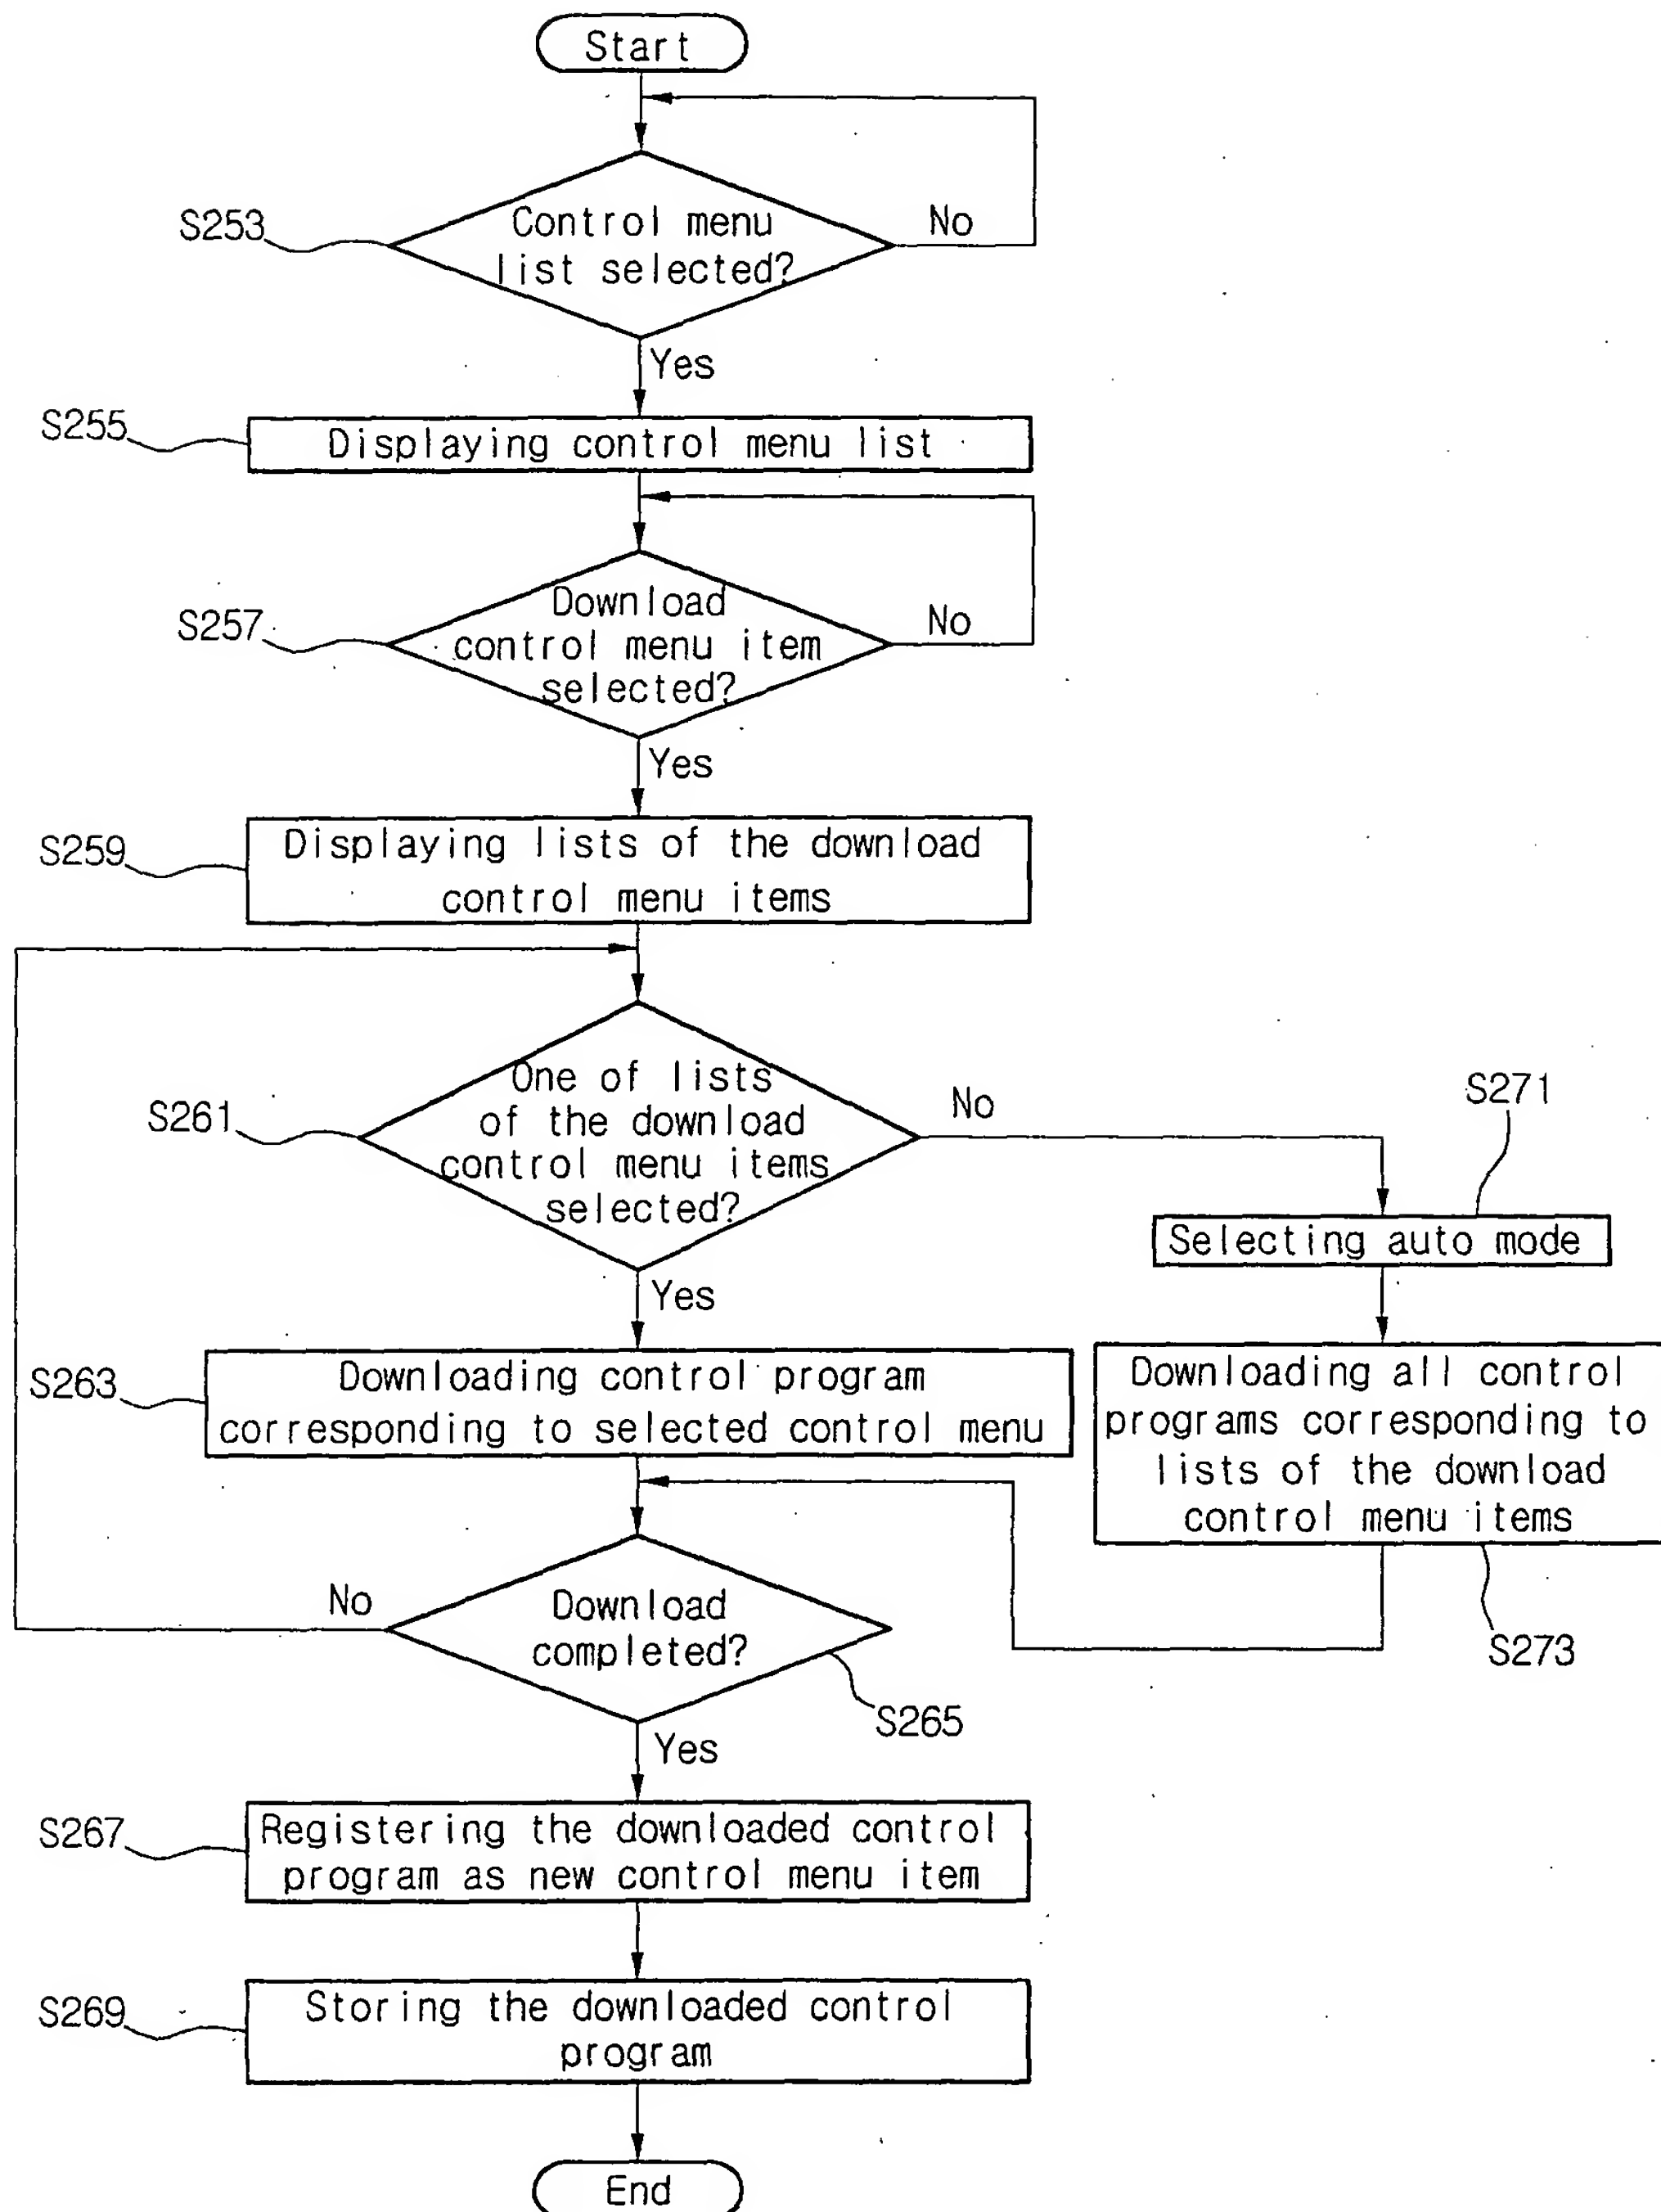 Start
S253
Control menu
list selected?
No
Yes
S255
Displaying control menu list
S257
Download
control menu item
selected?
No
Yes
S259
Displaying lists of the download
control menu items
S261
One of lists
of the download
control menu items
selected?
No
S271
Selecting auto mode
Yes
S263
Downloading control program
corresponding to selected control menu
Downloading all control
programs corresponding to
lists of the download
control menu items
S273
No
Download
completed?
S265
Yes
S267
Registering the downloaded control
program as new control menu item
S269
Storing the downloaded control
program
End